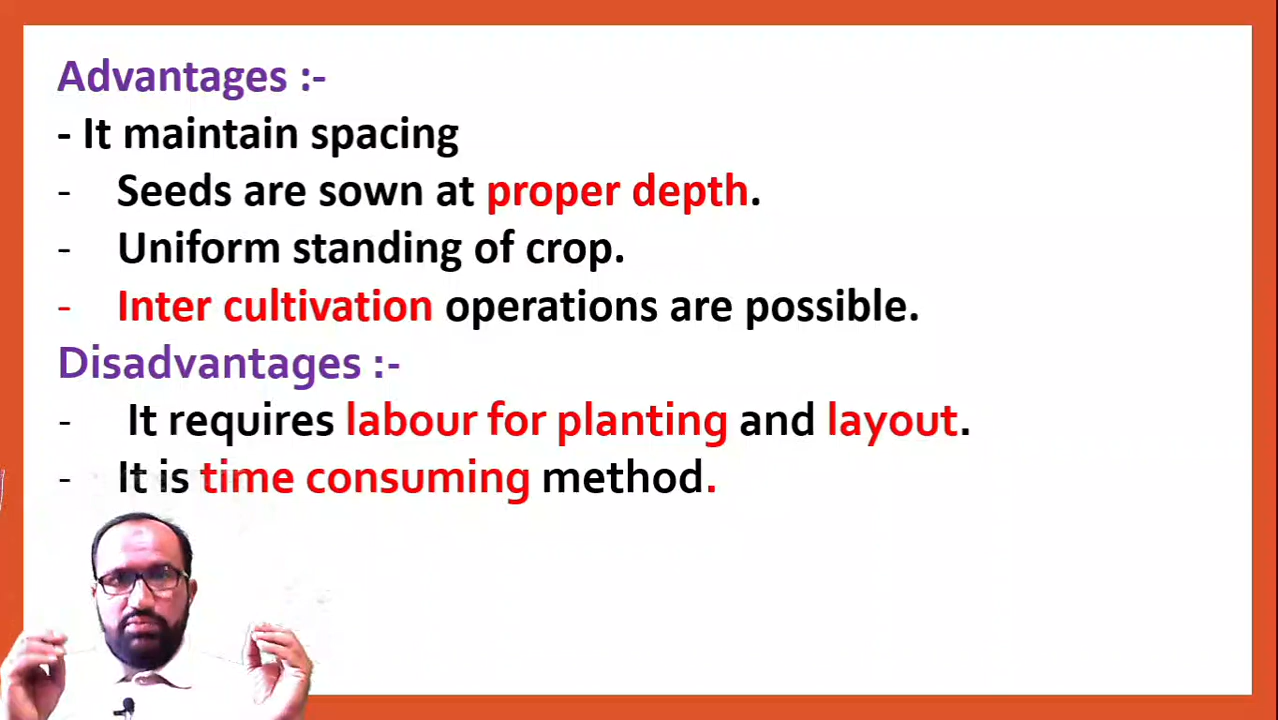 Advantages :-
- It maintain spacing
- Seeds are sown at proper depth.
- Uniform standing of crop.
- Inter cultivation operations are possible.
Disadvantages :-
- It requires labour for planting and layout.
- It is time consuming method.